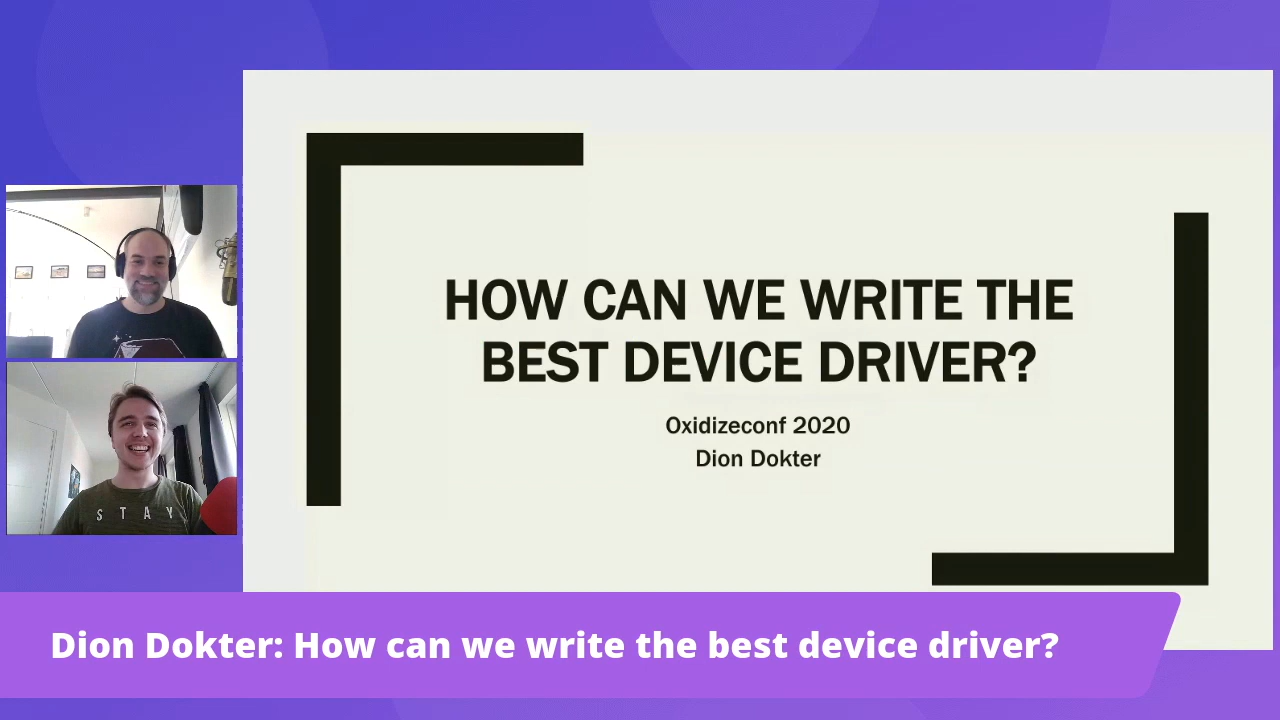 HOW CAN WE WRITE THE
BEST DEVICE DRIVER?
Oxidizeconf 2020
Dion Dokter
STAY
Dion Dokter: How can we write the best device driver?